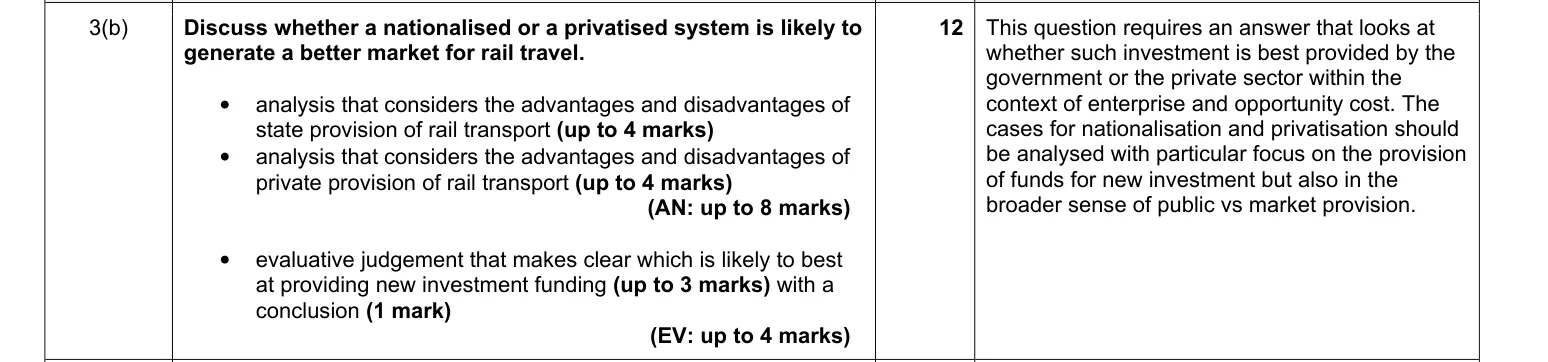 3(b)
Discuss whether a nationalised or a privatised system is likely to
generate a better market for rail travel.
• analysis that considers the advantages and disadvantages of
state provision of rail transport (up to 4 marks)
• analysis that considers the advantages and disadvantages of
private provision of rail transport (up to 4 marks)
(AN: up to 8 marks)
• evaluative judgement that makes clear which is likely to best
at providing new investment funding (up to 3 marks) with a
conclusion (1 mark)
(EV: up to 4 marks)
12
This question requires an answer that looks at
whether such investment is best provided by the
government or the private sector within the
context of enterprise and opportunity cost. The
cases for nationalisation and privatisation should
be analysed with particular focus on the provision
of funds for new investment but also in the
broader sense of public vs market provision.